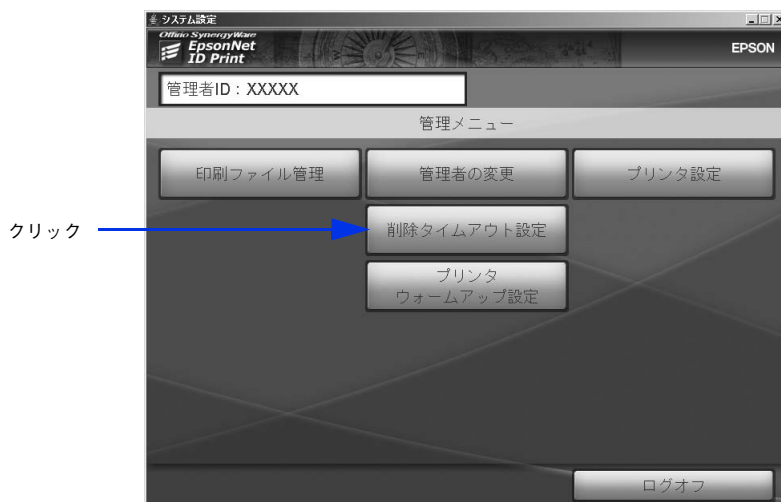 システム設定
Offirio SynergyWare
EpsonNet
ID Print
EPSON
管理者ID：XXXXX
管理メニュー
印刷ファイル管理
管理者の変更
プリンタ設定
クリック
削除タイムアウト設定
プリンタ
ウォームアップ設定
ログオフ